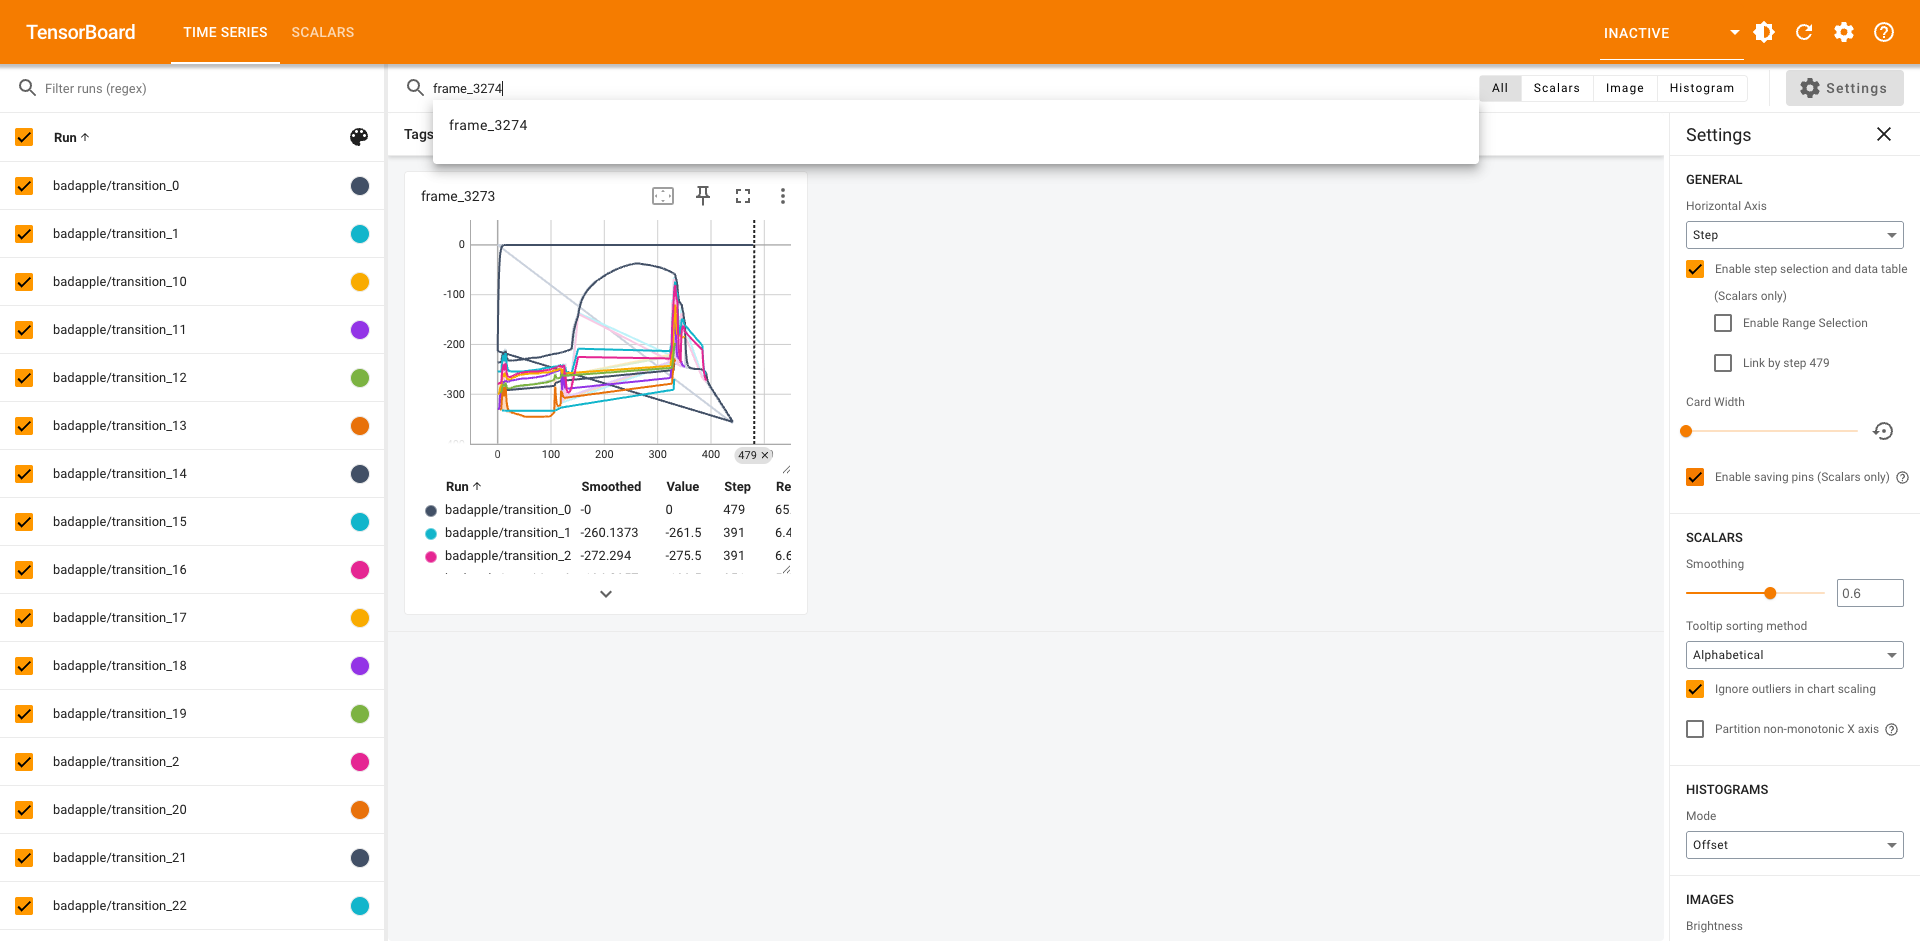 TensorBoard
TIME SERIES
SCALARS
INACTIVE
Filter runs (regex)
frame_3274
All
Scalars
Image
Histogram
Settings
Run
badapple/transition_0
badapple/transition_1
badapple/transition_10
badapple/transition_11
badapple/transition_12
badapple/transition_13
badapple/transition_14
badapple/transition_15
badapple/transition_16
badapple/transition_17
badapple/transition_18
badapple/transition_19
badapple/transition_2
badapple/transition_20
badapple/transition_21
badapple/transition_22
Tags
frame_3274
frame_3273
0
-100
-200
-300
0 100 200 300 400 479
Run Smoothed Value Step Re
badapple/transition_0 -0 0 479 65.
badapple/transition_1 -260.1373 -261.5 391 6.4
badapple/transition_2 -272.294 -275.5 391 6.6
Settings
GENERAL
Horizontal Axis
Step
Enable step selection and data table
(Scalars only)
Enable Range Selection
Link by step 479
Card Width
Enable saving pins (Scalars only)
SCALARS
Smoothing
0.6
Tooltip sorting method
Alphabetical
Ignore outliers in chart scaling
Partition non-monotonic X axis
HISTOGRAMS
Mode
Offset
IMAGES
Brightness